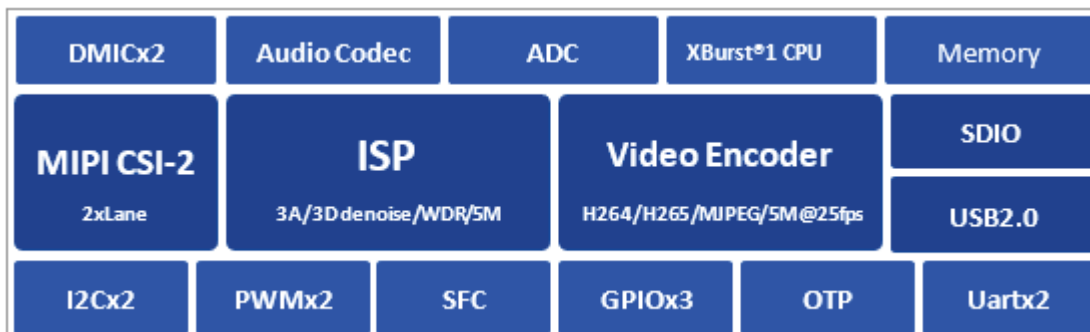 DMICx2
Audio Codec
ADC
XBurst®1 CPU
Memory
MIPI CSI-2
2xLane
ISP
3A/3D denoise/WDR/5M
Video Encoder
H264/H265/MJPEG/5M@25fps
SDIO
USB2.0
I2Cx2
PWMx2
SFC
GPIOx3
OTP
Uartx2